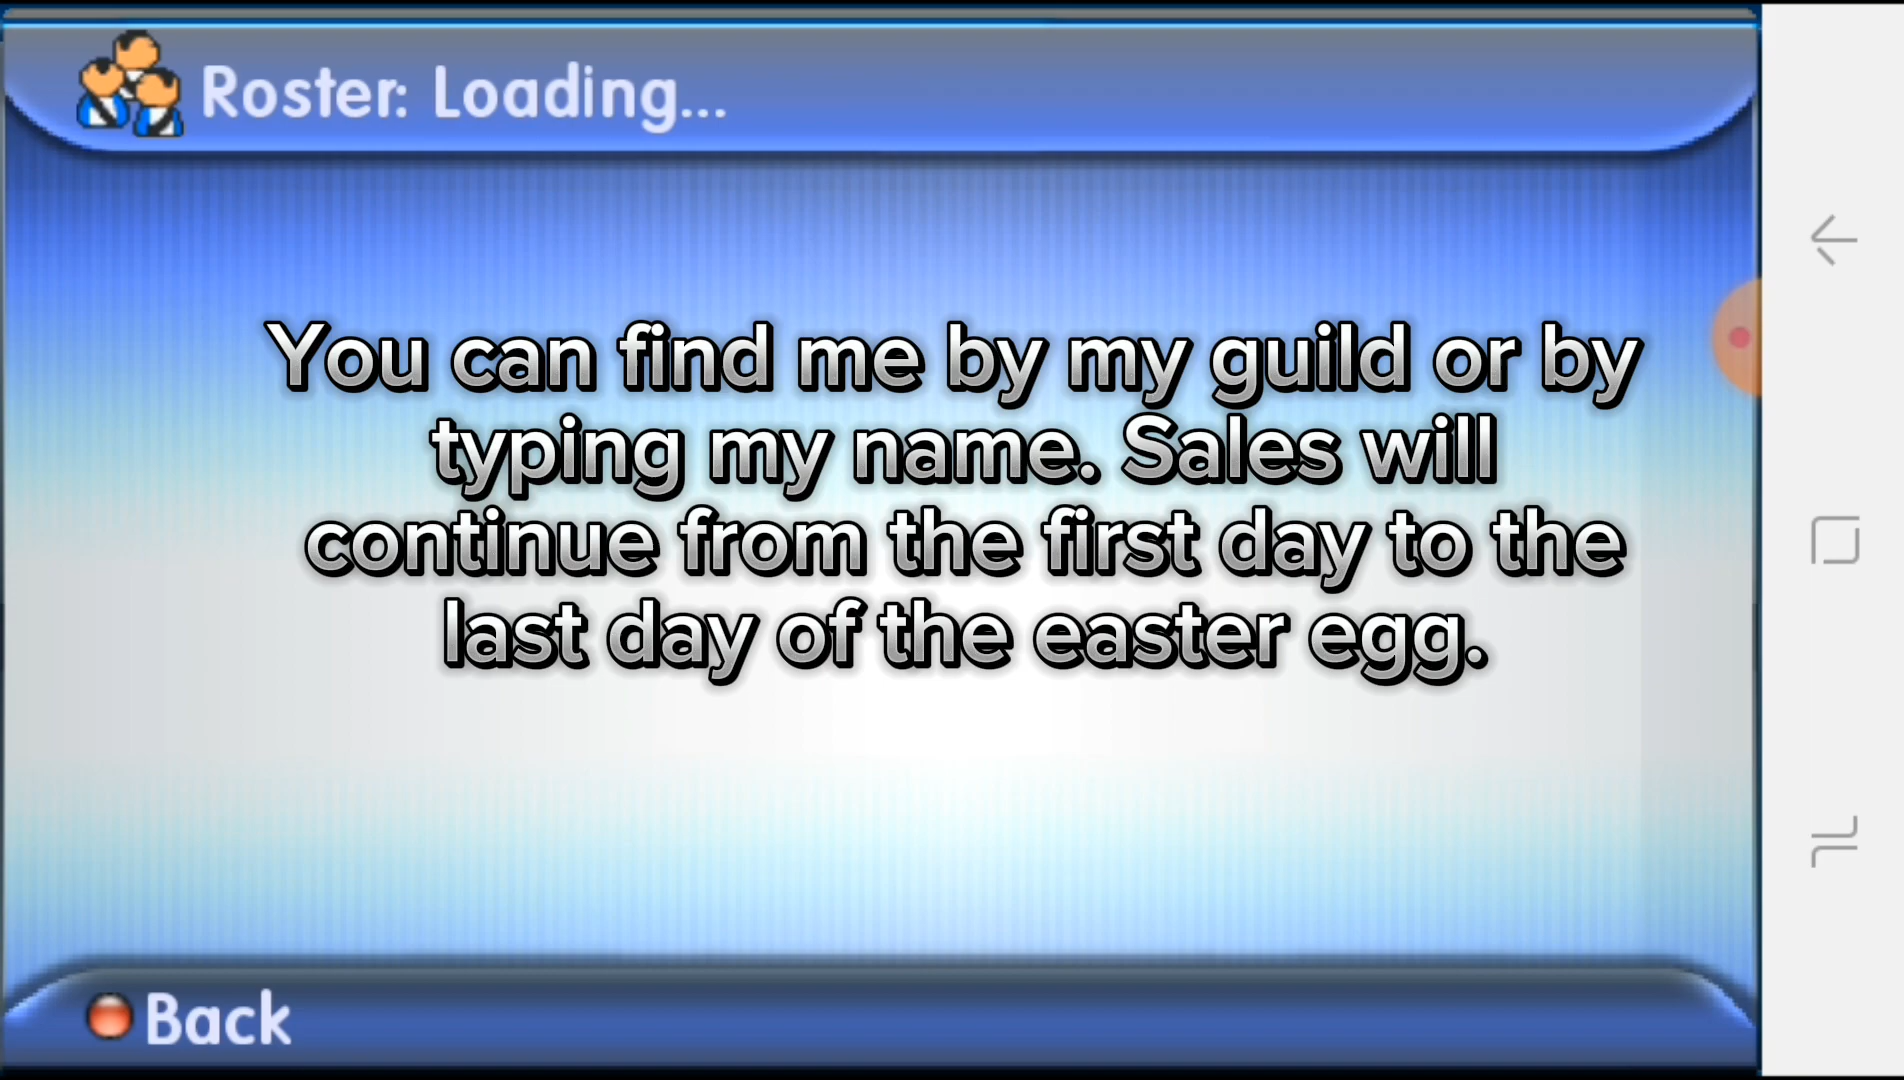 Roster: Loading...
You can find me by my guild or by
typing my name. Sales will
continue from the first day to the
last day of the easter egg.
Back